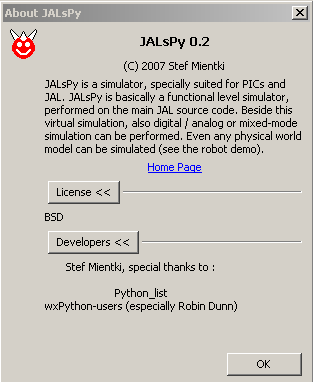 About JALsPy
JALsPy 0.2
(C) 2007 Stef Mientki
JALsPy is a simulator, specially suited for PICs and
JAL. JALsPy is basically a functional level simulator,
performed on the main JAL source code. Beside this
virtual simulation, also digital / analog or mixed-mode
simulation can be performed. Even any physical world
model can be simulated (see the robot demo).
Home Page
License <<
BSD
Developers <<
Stef Mientki, special thanks to :
Python_list
wxPython-users (especially Robin Dunn)
OK